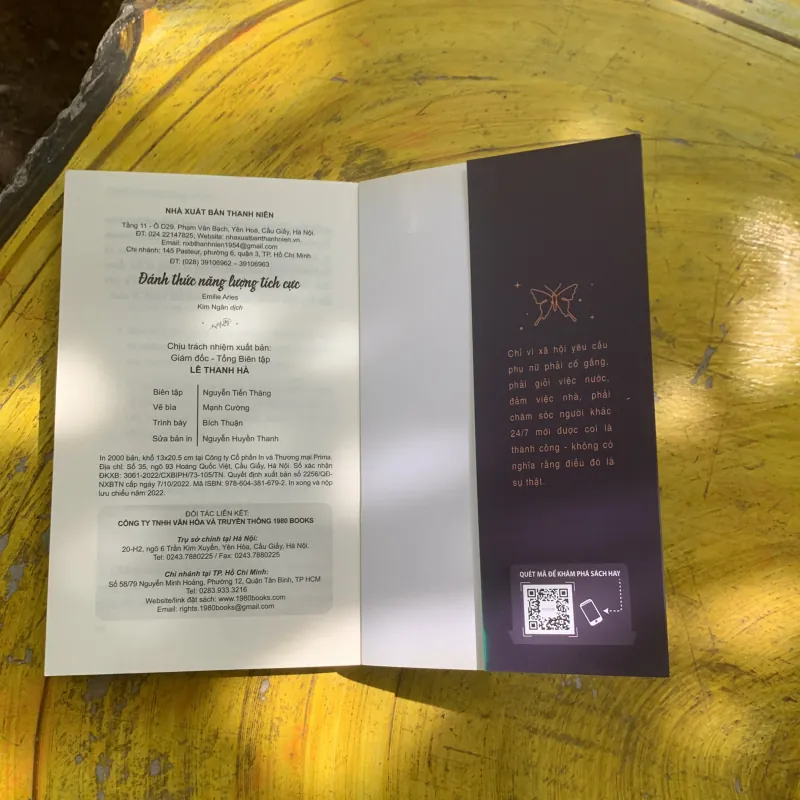 NHÀ XUẤT BẢN THANH NIÊN
Tầng 11 - Ô D29, Phạm Văn Bạch, Yên Hoà, Cầu Giấy, Hà Nội.
ĐT: 024.22147825; Website: nhaxuatbanthanhnien.vn.
Email: nxbthanhnien1954@gmail.com
Chi nhánh: 145 Pasteur, phường 6, quận 3, TP. Hồ Chí Minh
ĐT: (028) 39106962 – 39106963
Đánh thức năng lượng tích cực
Emilie Aries
Kim Ngân dịch
Chịu trách nhiệm xuất bản:
Giám đốc - Tổng Biên tập
LÊ THANH HÀ
Biên tập Nguyễn Tiến Thăng
Vẽ bìa Mạnh Cường
Trình bày Bích Thuận
Sửa bản in Nguyễn Huyền Thanh
In 2000 bản, khổ 13x20.5 cm tại Công ty Cổ phần In và Thương mại Prima.
Địa chỉ: Số 35, ngõ 93 Hoàng Quốc Việt, Cầu Giấy, Hà Nội. Số xác nhận
ĐKXB: 3061-2022/CXBIPH/73-105/TN. Quyết định xuất bản số 2256/QĐ-
NXBTN cấp ngày 7/10/2022. Mã ISBN: 978-604-381-679-2. In xong và nộp
lưu chiểu năm 2022.
ĐỐI TÁC LIÊN KẾT:
CÔNG TY TNHH VĂN HÓA VÀ TRUYỀN THÔNG 1980 BOOKS
Trụ sở chính tại Hà Nội:
20-H2, ngõ 6 Trần Kim Xuyến, Yên Hòa, Cầu Giấy, Hà Nội.
Tel: 0243.7880225 / Fax: 0243.7880225
Chi nhánh tại TP. Hồ Chí Minh:
Số 58/79 Nguyễn Minh Hoàng, Phường 12, Quận Tân Bình, TP HCM
Tel: 0283.933.3216
Website/link đặt sách: www.1980books.com
Email: rights.1980books@gmail.com
Chỉ vì xã hội yêu cầu
phụ nữ phải cố gắng,
phải giỏi việc nước,
đảm việc nhà, phải
chăm sóc người khác
24/7 mới được coi là
thành công - không có
nghĩa rằng điều đó là
sự thật.
QUÉT MÃ ĐỂ KHÁM PHÁ SÁCH HAY